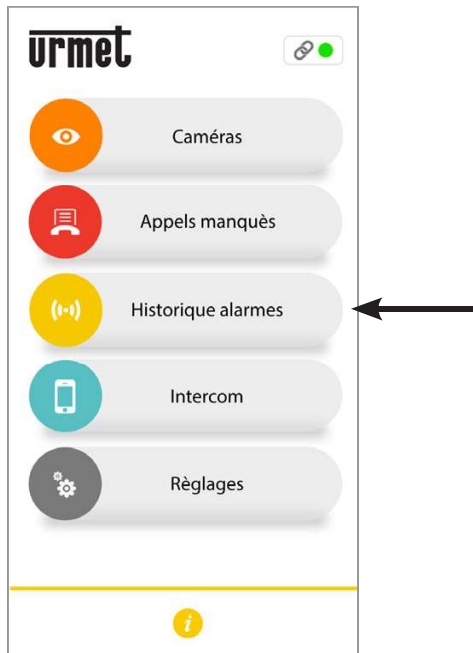 urmet
Caméras
Appels manquès
Historique alarmes
Intercom
Règlages
i